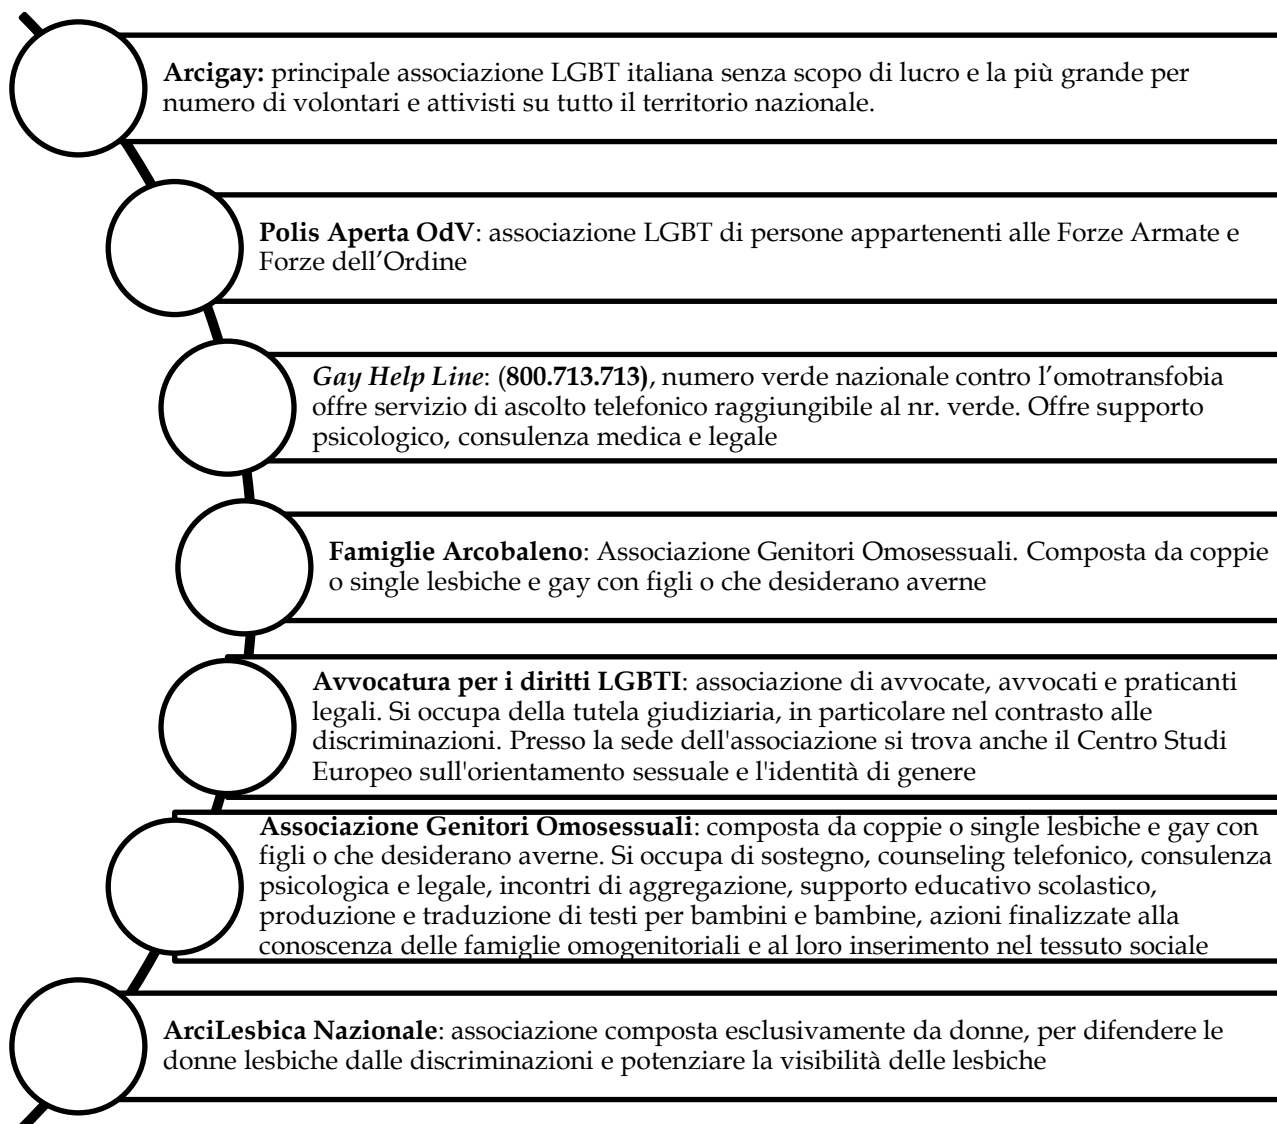 Arcigay: principale associazione LGBT italiana senza scopo di lucro e la più grande per
numero di volontari e attivisti su tutto il territorio nazionale.
Polis Aperta OdV: associazione LGBT di persone appartenenti alle Forze Armate e
Forze dell’Ordine
Gay Help Line: (800.713.713), numero verde nazionale contro l’omotransfobia
offre servizio di ascolto telefonico raggiungibile al nr. verde. Offre supporto
psicologico, consulenza medica e legale
Famiglie Arcobaleno: Associazione Genitori Omosessuali. Composta da coppie
o single lesbiche e gay con figli o che desiderano averne
Avvocatura per i diritti LGBTI: associazione di avvocate, avvocati e praticanti
legali. Si occupa della tutela giudiziaria, in particolare nel contrasto alle
discriminazioni. Presso la sede dell'associazione si trova anche il Centro Studi
Europeo sull'orientamento sessuale e l'identità di genere
Associazione Genitori Omosessuali: composta da coppie o single lesbiche e gay con
figli o che desiderano averne. Si occupa di sostegno, counseling telefonico, consulenza
psicologica e legale, incontri di aggregazione, supporto educativo scolastico,
produzione e traduzione di testi per bambini e bambine, azioni finalizzate alla
conoscenza delle famiglie omogenitoriali e al loro inserimento nel tessuto sociale
ArciLesbica Nazionale: associazione composta esclusivamente da donne, per difendere le
donne lesbiche dalle discriminazioni e potenziare la visibilità delle lesbiche